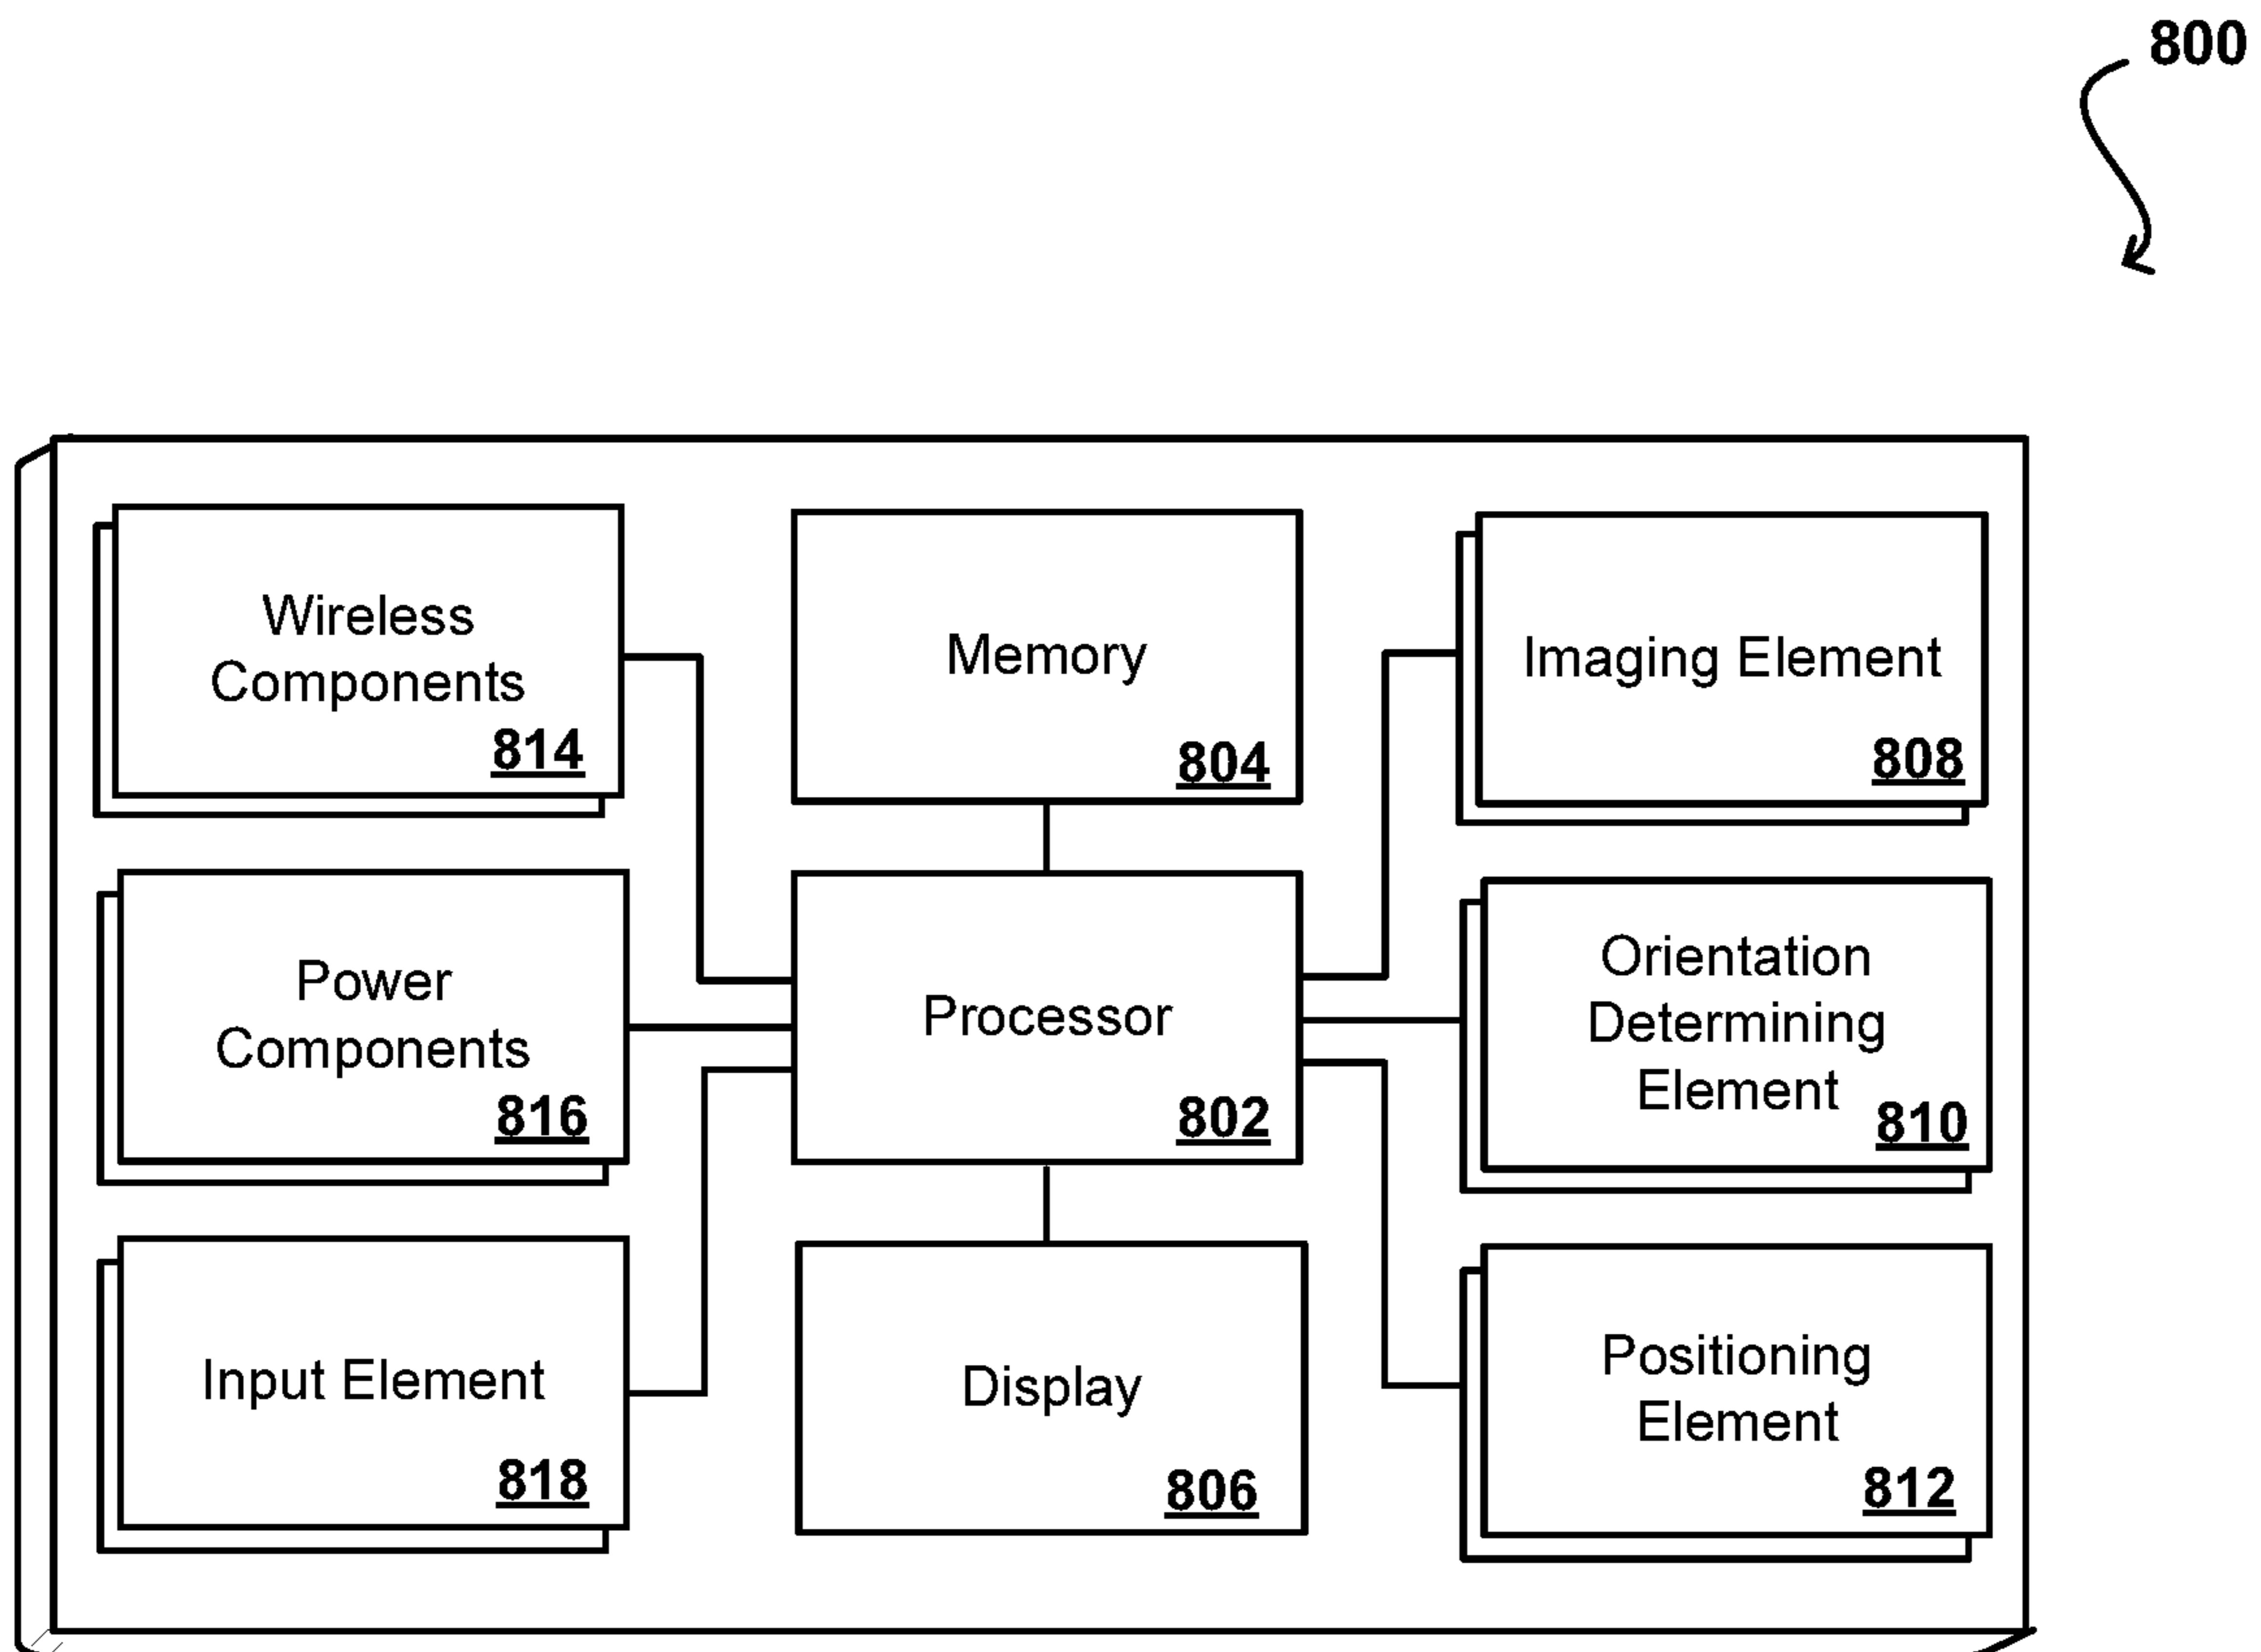 800
Wireless
Components
814
Memory
804
Imaging Element
808
Power
Components
816
Processor
802
Orientation
Determining
Element
810
Input Element
818
Display
806
Positioning
Element
812